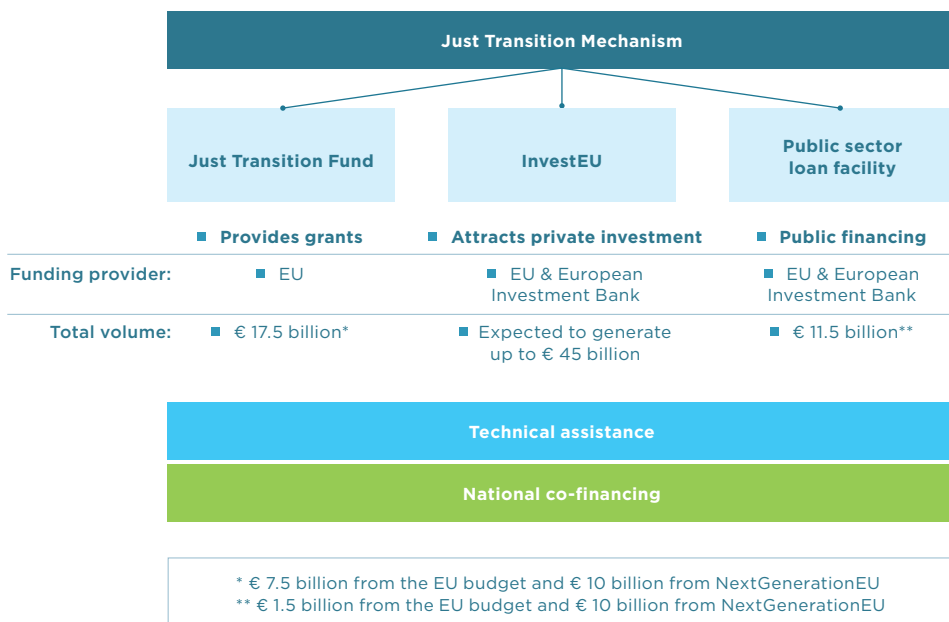 Just Transition Mechanism
Just Transition Fund
InvestEU
Public sector
loan facility
Provides grants
Attracts private investment
Public financing
Funding provider:
EU
EU & European
Investment Bank
EU & European
Investment Bank
Total volume:
€ 17.5 billion*
Expected to generate
up to € 45 billion
€ 11.5 billion**
Technical assistance
National co-financing
* € 7.5 billion from the EU budget and € 10 billion from NextGenerationEU
** € 1.5 billion from the EU budget and € 10 billion from NextGenerationEU